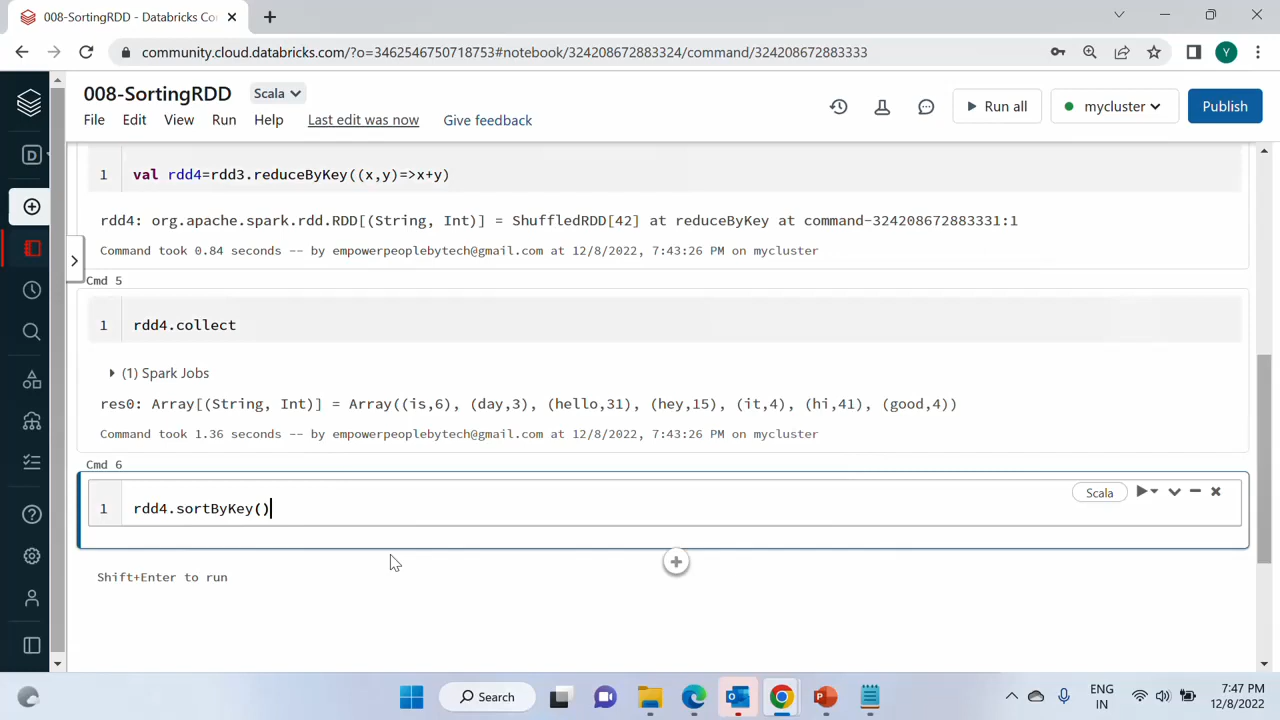 008-SortingRDD - Databricks Co
community.cloud.databricks.com/?o=3462546750718753#notebook/324208672883324/command/324208672883333
Y
008-SortingRDD
Scala
File Edit View Run Help Last edit was now Give feedback
Run all
mycluster
Publish
D
1 val rdd4=rdd3.reduceByKey((x,y)=>x+y)
rdd4: org.apache.spark.rdd.RDD[(String, Int)] = ShuffledRDD[42] at reduceByKey at command-324208672883331:1
Command took 0.84 seconds -- by empowerpeoplebytech@gmail.com at 12/8/2022, 7:43:26 PM on mycluster
Cmd 5
1 rdd4.collect
(1) Spark Jobs
res0: Array[(String, Int)] = Array((is,6), (day,3), (hello,31), (hey,15), (it,4), (hi,41), (good,4))
Command took 1.36 seconds -- by empowerpeoplebytech@gmail.com at 12/8/2022, 7:43:26 PM on mycluster
Cmd 6
Scala
1 rdd4.sortByKey()
Shift+Enter to run
Search
ENG
IN
7:47 PM
12/8/2022